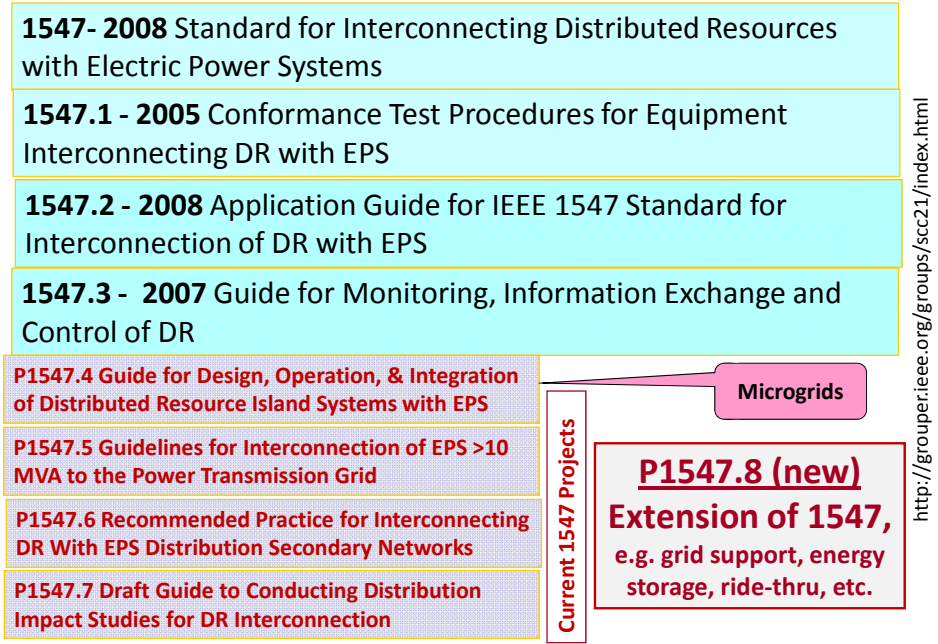 1547- 2008 Standard for Interconnecting Distributed Resources
with Electric Power Systems
1547.1 - 2005 Conformance Test Procedures for Equipment
Interconnecting DR with EPS
1547.2 - 2008 Application Guide for IEEE 1547 Standard for
Interconnection of DR with EPS
1547.3 - 2007 Guide for Monitoring, Information Exchange and
Control of DR
P1547.4 Guide for Design, Operation, & Integration
of Distributed Resource Island Systems with EPS
Microgrids
P1547.5 Guidelines for Interconnection of EPS >10
MVA to the Power Transmission Grid
P1547.6 Recommended Practice for Interconnecting
DR With EPS Distribution Secondary Networks
P1547.7 Draft Guide to Conducting Distribution
Impact Studies for DR Interconnection
Current 1547 Projects
P1547.8 (new)
Extension of 1547,
e.g. grid support, energy
storage, ride-thru, etc.
http://grouper.ieee.org/groups/scc21/index.html